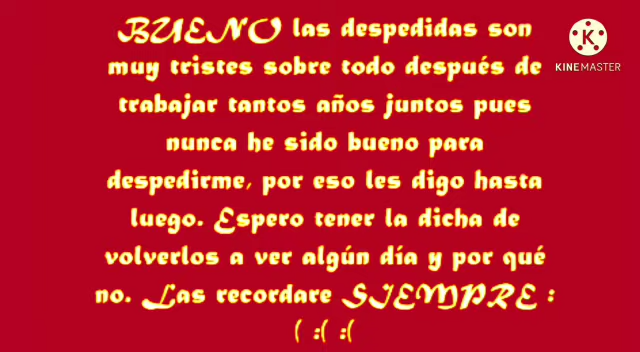 BUENO las despedidas son
muy tristes sobre todo después de
trabajar tantos años juntos pues
nunca he sido bueno para
despedirme, por eso les digo hasta
luego. Espero tener la dicha de
volverlos a ver algún día y por qué
no. Las recordare SIEMPRE :
( :( :(
K
KINEMASTER